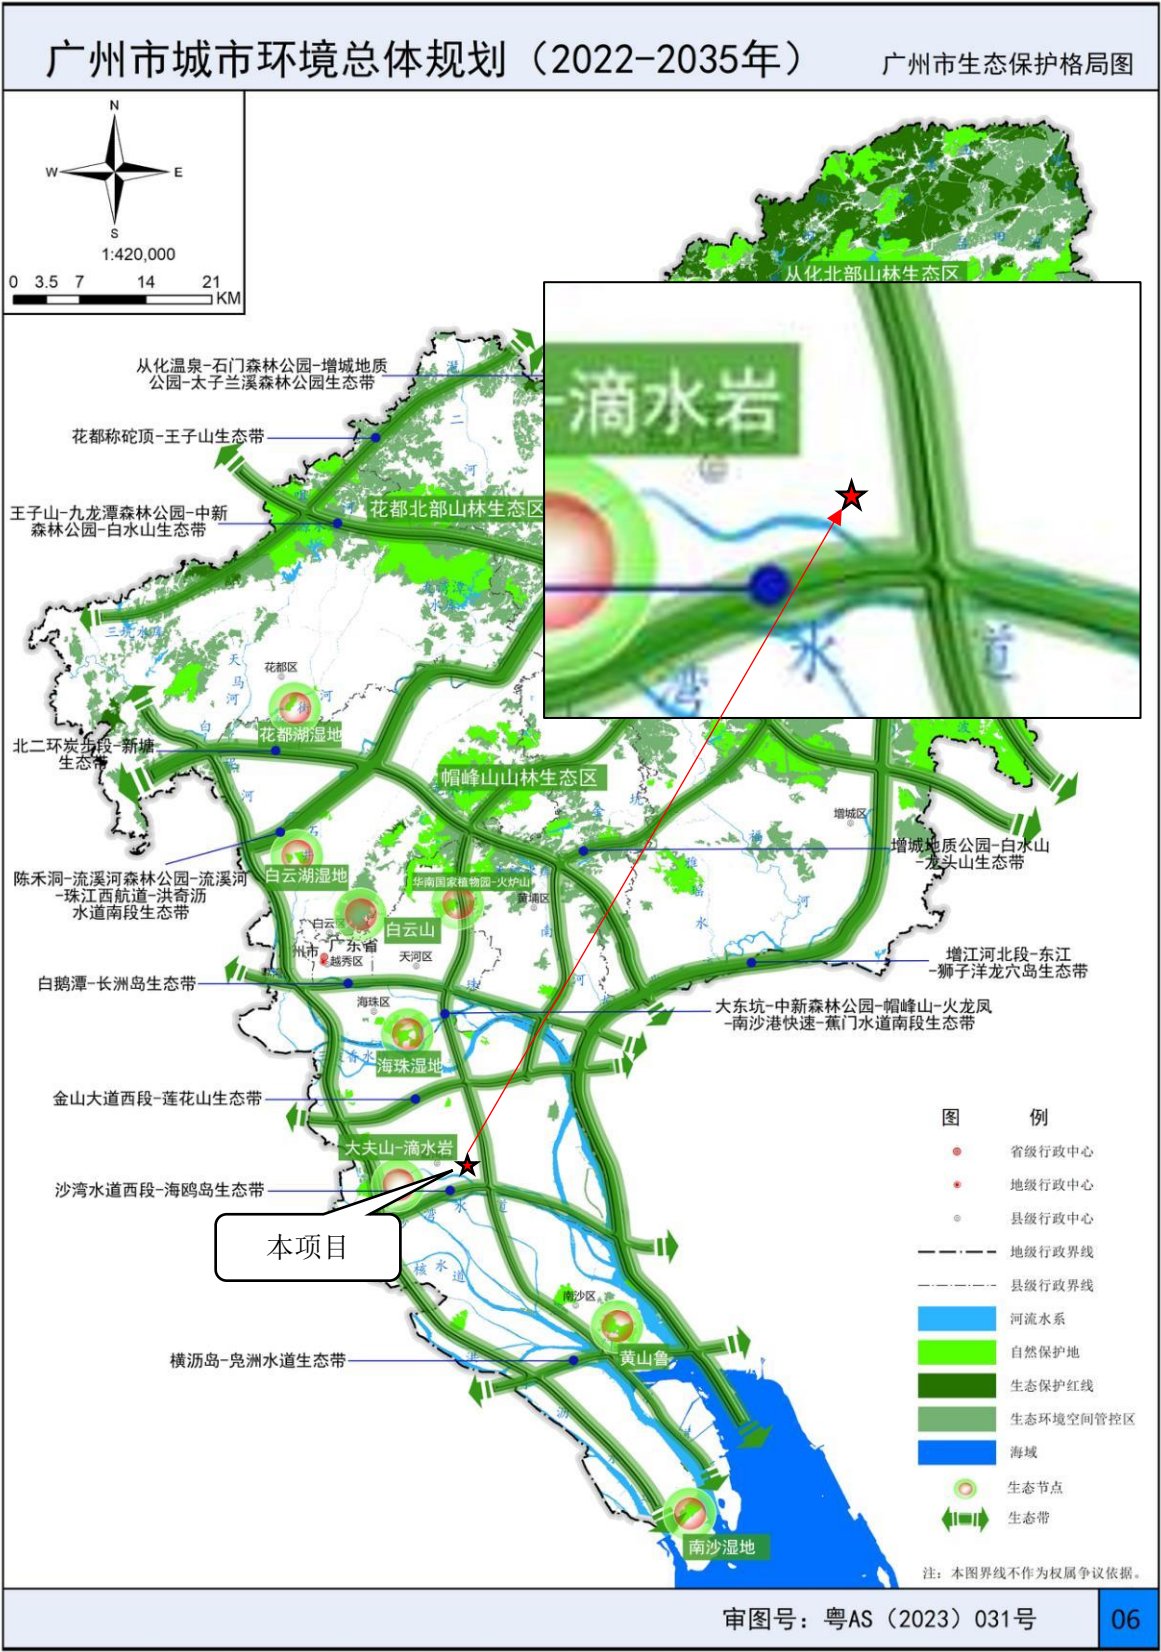 广州市城市环境总体规划（2022-2035年）
广州市生态保护格局图
N
W
E
S
1:420,000
0 3.5 7 14 21
KM
从化北部山林生态区
从化温泉-石门森林公园-增城地质
公园-太子兰溪森林公园生态带
花都称砣顶-王子山生态带
王子山-九龙潭森林公园-中新
森林公园-白水山生态带
花都北部山林生态区
-滴水岩
湾
水
道
三坑水库
天
马
河
花都区
花都湖湿地
白
河
北二环炭步段-新塘
生态带
帽峰山山林生态区
增城区
增城地质公园-白水山
-龙头山生态带
陈禾洞-流溪河森林公园-流溪河
-珠江西航道-洪奇沥
水道南段生态带
白云湖湿地
华南国家植物园-火炉山
黄埔区
白云区
白云山
广东省
州市
越秀区
天河区
增江河北段-东江
-狮子洋龙穴岛生态带
白鹅潭-长洲岛生态带
海珠区
大东坑-中新森林公园-帽峰山-火龙凤
-南沙港快速-蕉门水道南段生态带
海珠湿地
金山大道西段-莲花山生态带
大夫山-滴水岩
沙湾水道西段-海鸥岛生态带
湾
水
道
本项目
水
道
南沙区
黄山鲁
横沥岛-凫洲水道生态带
南沙湿地
图 例
省级行政中心
地级行政中心
县级行政中心
地级行政界线
县级行政界线
河流水系
自然保护地
生态保护红线
生态环境空间管控区
海域
生态节点
生态带
注：本图界线不作为权属争议依据。
审图号：粤AS（2023）031号
06